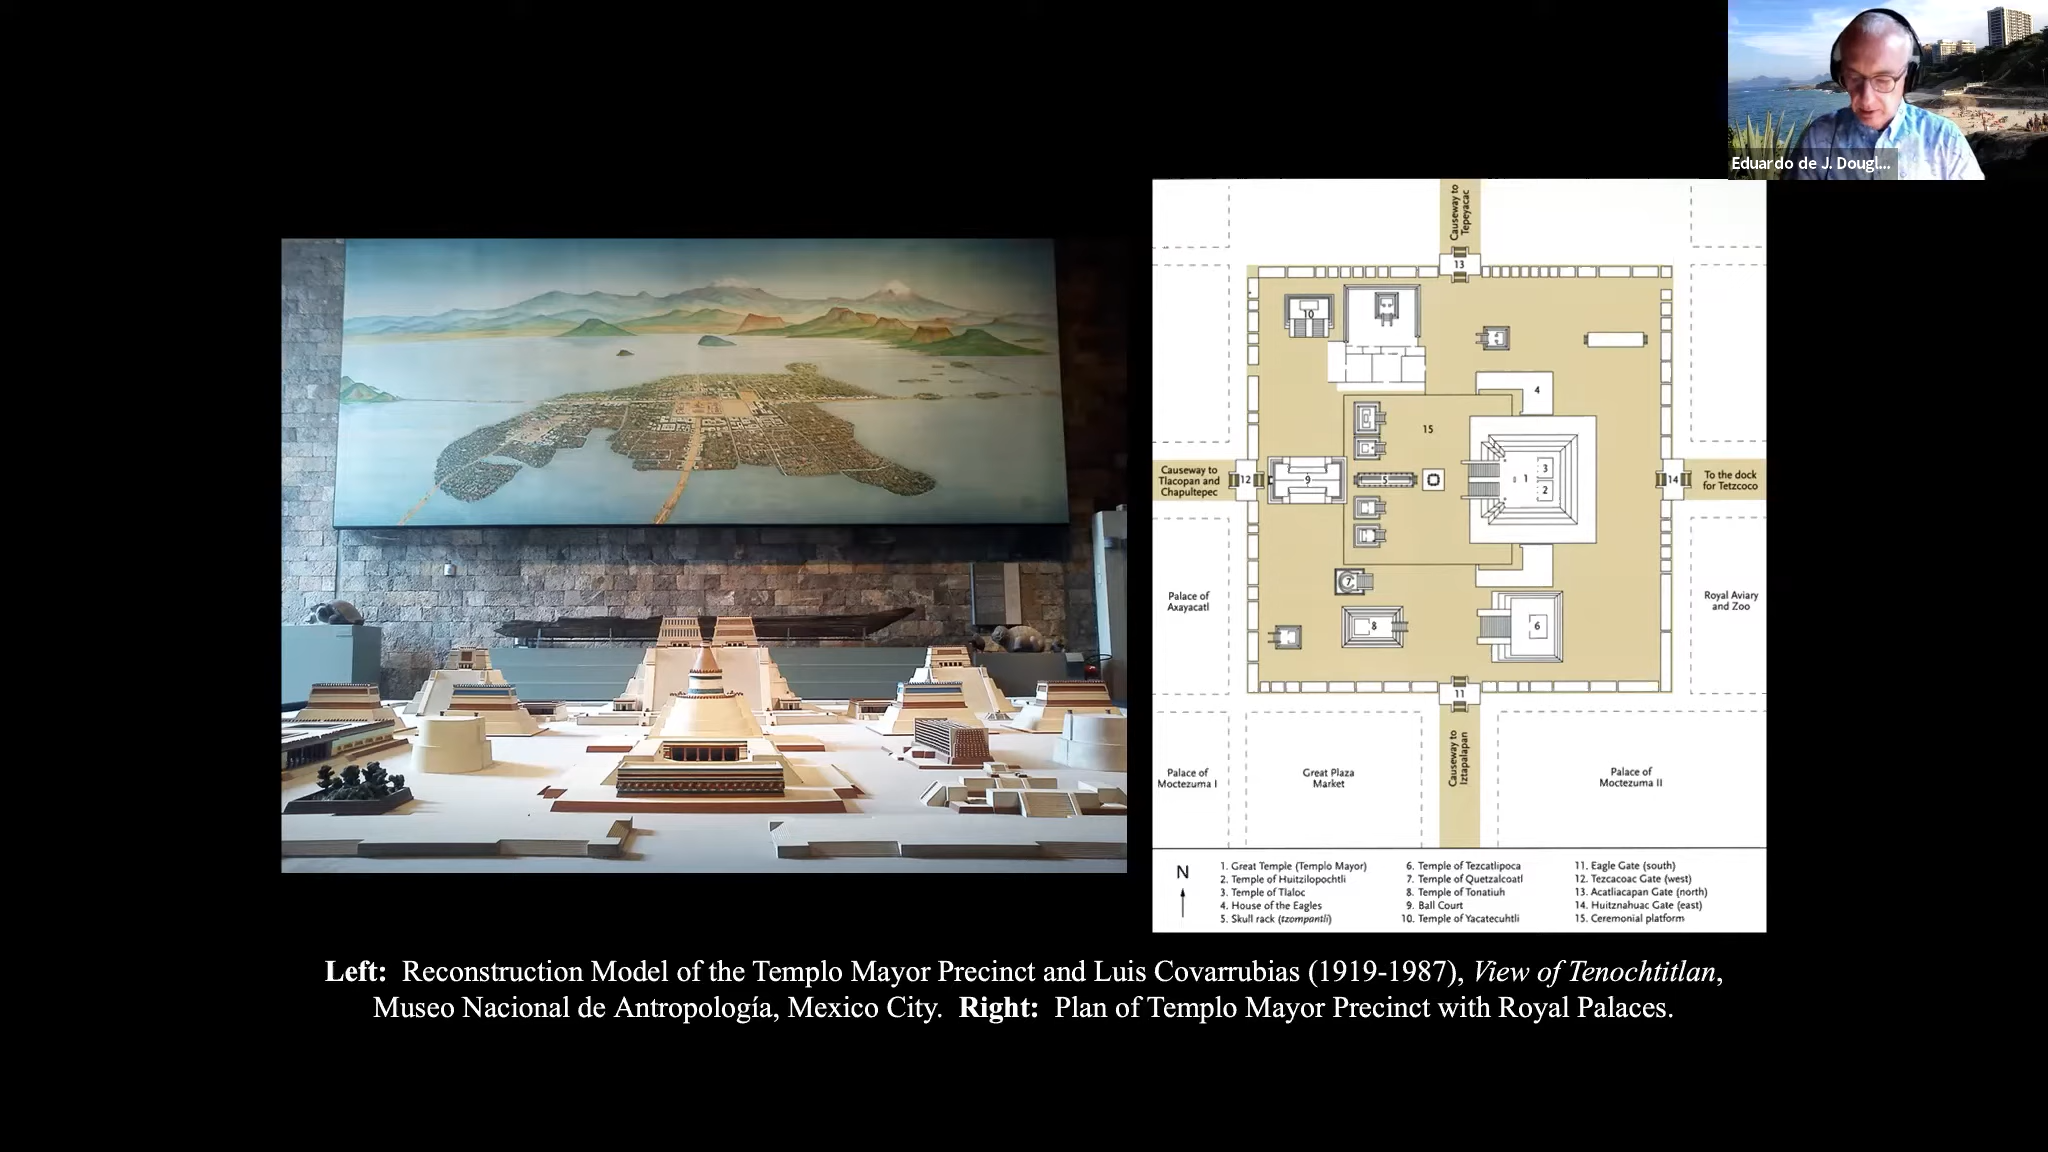 Eduardo de J. Dougl...
Causeway to
Tepeyacac
13
10
4
15
Causeway to
Tlacopan and
Chapultepec
12
9
5
1
3
2
14
To the dock
for Tetzcoco
Palace of
Axayacatl
7
8
6
Royal Aviary
and Zoo
11
Causeway to
Iztapalapan
Palace of
Moctezuma I
Great Plaza
Market
Palace of
Moctezuma II
N
1. Great Temple (Templo Mayor)
2. Temple of Huitzilopochtli
3. Temple of Tlaloc
4. House of the Eagles
5. Skull rack (tzompantli)
6. Temple of Tezcatlipoca
7. Temple of Quetzalcoatl
8. Temple of Tonatiuh
9. Ball Court
10. Temple of Yacatecuhtli
11. Eagle Gate (south)
12. Tezcacoac Gate (west)
13. Acatliacapan Gate (north)
14. Huitznahuac Gate (east)
15. Ceremonial platform
Left: Reconstruction Model of the Templo Mayor Precinct and Luis Covarrubias (1919-1987), View of Tenochtitlan,
Museo Nacional de Antropología, Mexico City. Right: Plan of Templo Mayor Precinct with Royal Palaces.